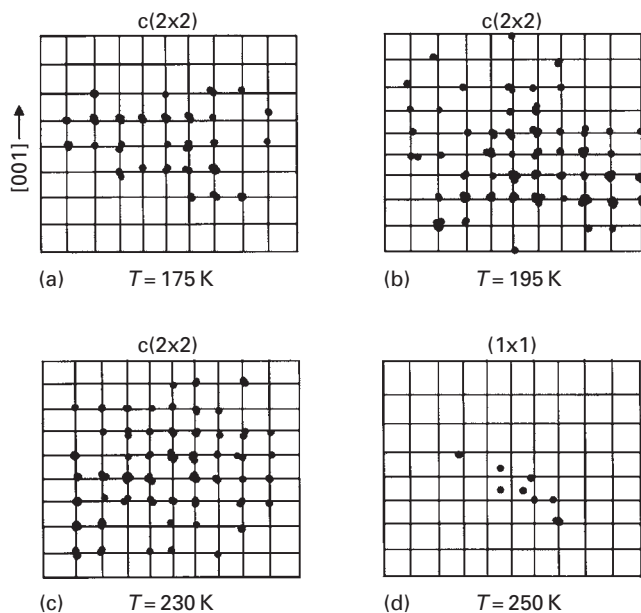 c(2x2)
[001] →
(a) T = 175 K
c(2x2)
(b) T = 195 K
c(2x2)
(c) T = 230 K
(1x1)
(d) T = 250 K